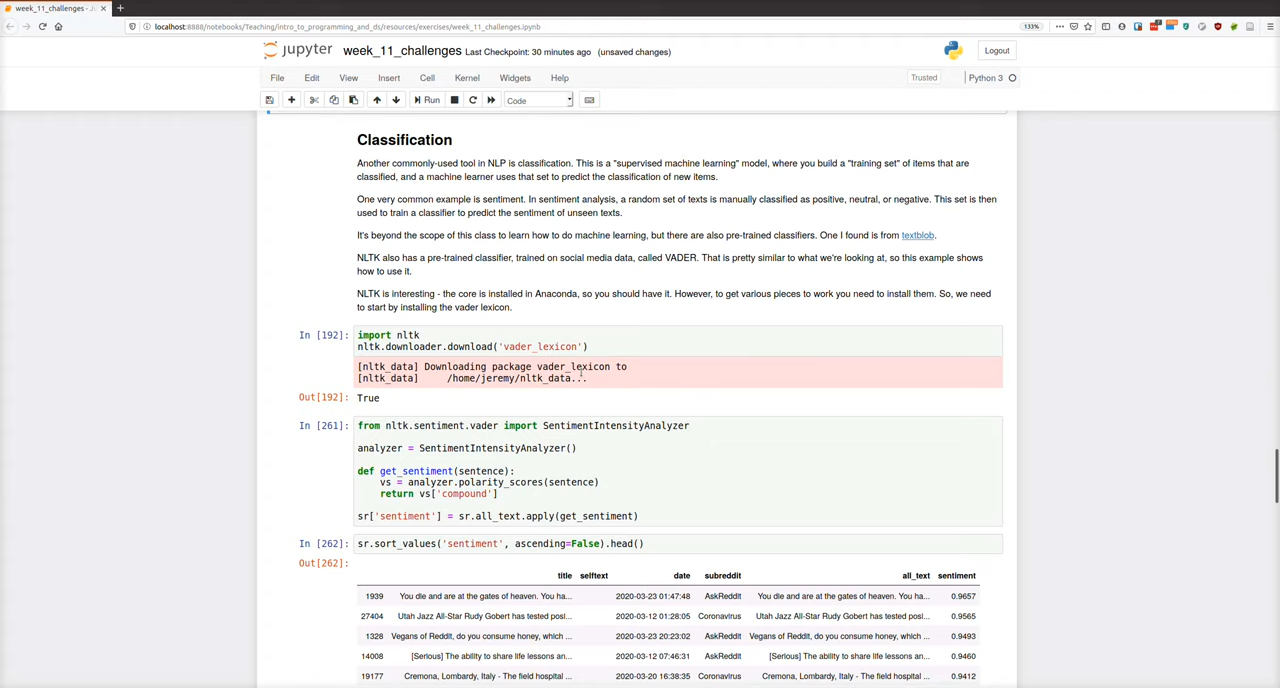 week_11_challenges - Ju
localhost:8888/notebooks/Teaching/intro_to_programming_and_ds/resources/exercises/week_11_challenges.ipynb
133%
jupyter week_11_challenges Last Checkpoint: 30 minutes ago (unsaved changes)
Logout
File Edit View Insert Cell Kernel Widgets Help
Trusted
Python 3
Run
Code
Classification
Another commonly-used tool in NLP is classification. This is a "supervised machine learning" model, where you build a "training set" of items that are
classified, and a machine learner uses that set to predict the classification of new items.
One very common example is sentiment. In sentiment analysis, a random set of texts is manually classified as positive, neutral, or negative. This set is then
used to train a classifier to predict the sentiment of unseen texts.
It's beyond the scope of this class to learn how to do machine learning, but there are also pre-trained classifiers. One I found is from textblob.
NLTK also has a pre-trained classifier, trained on social media data, called VADER. That is pretty similar to what we're looking at, so this example shows
how to use it.
NLTK is interesting - the core is installed in Anaconda, so you should have it. However, to get various pieces to work you need to install them. So, we need
to start by installing the vader lexicon.
In [192]: import nltk
nltk.downloader.download('vader_lexicon')
[nltk_data] Downloading package vader_lexicon to
[nltk_data]     /home/jeremy/nltk_data...
Out[192]: True
In [261]: from nltk.sentiment.vader import SentimentIntensityAnalyzer
analyzer = SentimentIntensityAnalyzer()
def get_sentiment(sentence):
    vs = analyzer.polarity_scores(sentence)
    return vs['compound']
sr['sentiment'] = sr.all_text.apply(get_sentiment)
In [262]: sr.sort_values('sentiment', ascending=False).head()
Out[262]:
title selftext date subreddit all_text sentiment
1939 You die and are at the gates of heaven. You ha... 2020-03-23 01:47:48 AskReddit You die and are at the gates of heaven. You ha... 0.9657
27404 Utah Jazz All-Star Rudy Gobert has tested posi... 2020-03-12 01:28:05 Coronavirus Utah Jazz All-Star Rudy Gobert has tested posi... 0.9565
1328 Vegans of Reddit, do you consume honey, which ... 2020-03-23 20:23:02 AskReddit Vegans of Reddit, do you consume honey, which ... 0.9493
14008 [Serious] The ability to share life lessons an... 2020-03-12 07:46:31 AskReddit [Serious] The ability to share life lessons an... 0.9460
19177 Cremona, Lombardy, Italy - The field hospital ... 2020-03-20 16:38:35 Coronavirus Cremona, Lombardy, Italy - The field hospital ... 0.9412